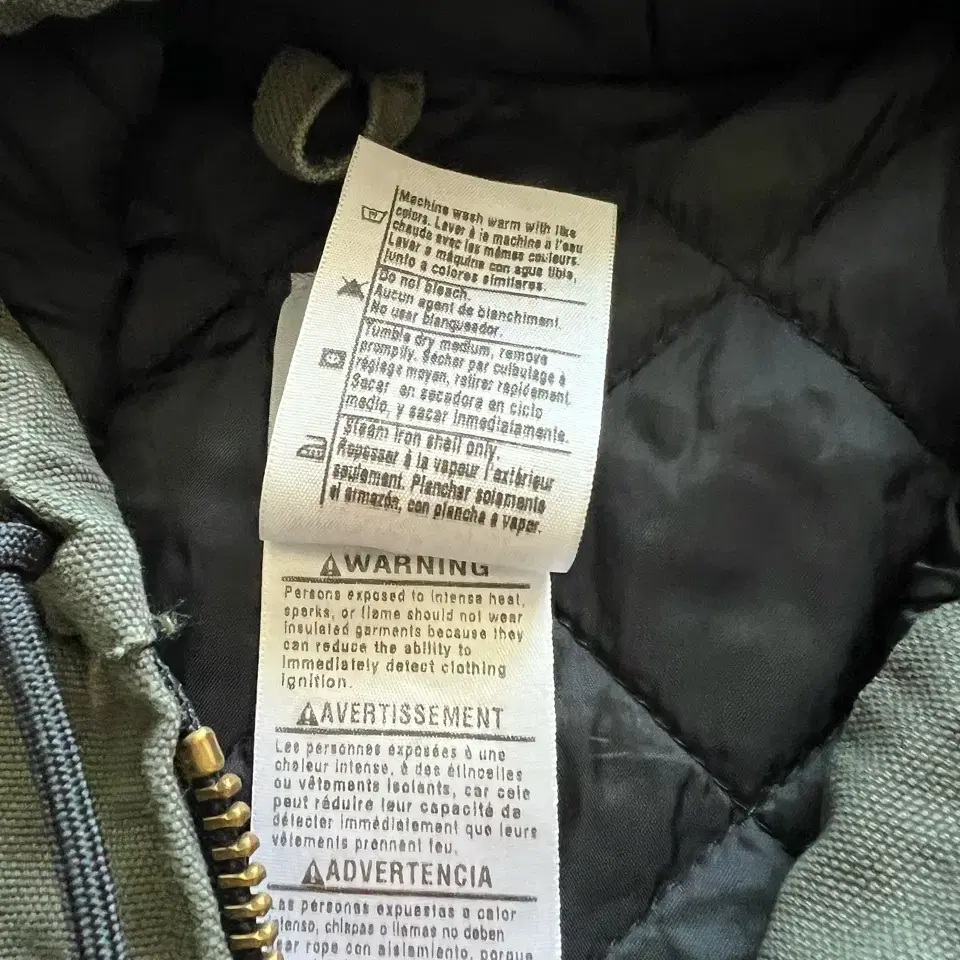 Machine wash warm with like
colors. Laver à la machine à l'eau
chaude avec les mêmes couleurs.
Lavar a máquina con agua tibia,
junto a colores similares.
Do not bleach.
Aucun agent de blanchiment.
No usar blanqueador.
Tumble dry medium, remove
promptly. Sécher par culbutage à
réglage moyen, retirer rapidement.
Sacar en secadora en ciclo
medio, y sacar inmediatamente.
Steam iron shell only.
Repasser à la vapeur l'extérieur
seulement. Planchar solamente
el armazón, con plancha a vapor.
WARNING
Persons exposed to intense heat,
sparks, or flame should not wear
insulated garments because they
can reduce the ability to
immediately detect clothing
ignition.
AVERTISSEMENT
Les personnes exposées à une
chaleur intense, à des étincelles
ou vêtements isolants, car cela
peut réduire leur capacité de
détecter immédiatement que leurs
vêtements prennent feu.
ADVERTENCIA
personas expuestas a calor
chispas o llamas no deben
ropa con aislamiento, porque